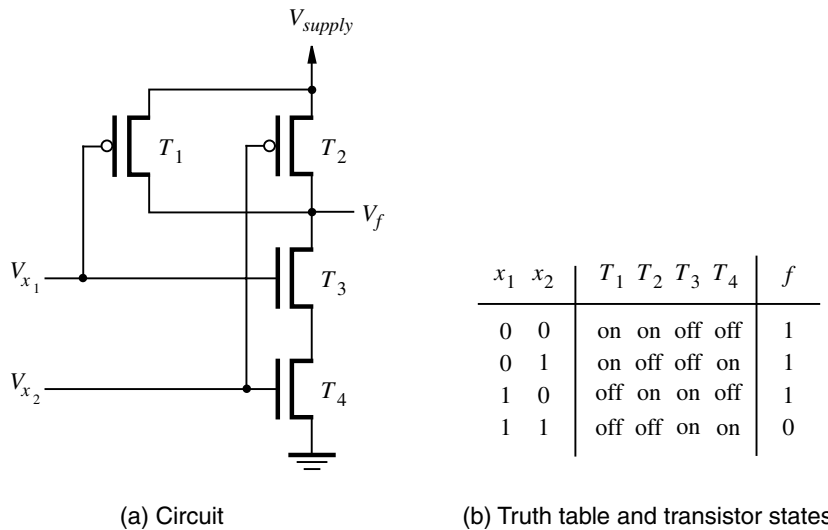 V_supply
T_1
T_2
V_f
V_x_1
T_3
V_x_2
T_4
x_1 x_2 T_1 T_2 T_3 T_4 f
0 0 on on off off 1
0 1 on off off on 1
1 0 off on on off 1
1 1 off off on on 0
(a) Circuit
(b) Truth table and transistor states